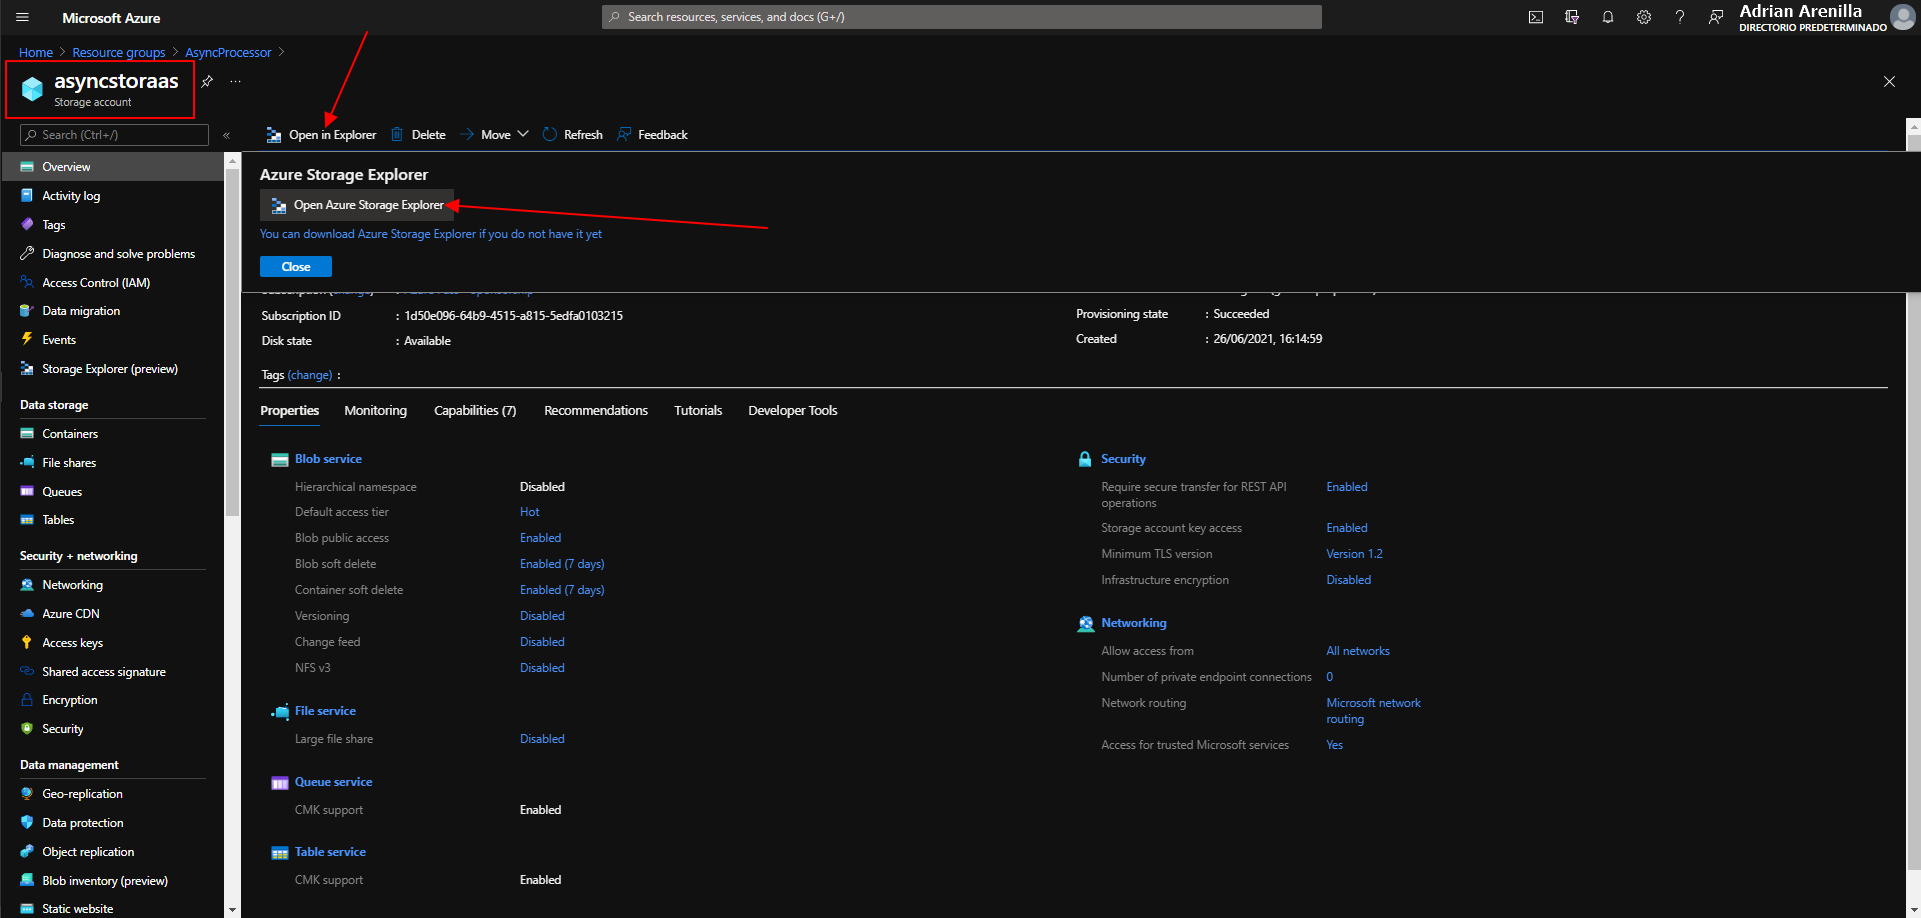 Microsoft Azure
Search resources, services, and docs (G+/)
Adrian Arenilla
DIRECTORIO PREDETERMINADO
Home > Resource groups > AsyncProcessor >
asyncstoraas
Storage account
Search (Ctrl+/)
Open in Explorer Delete Move Refresh Feedback
Overview
Activity log
Tags
Diagnose and solve problems
Access Control (IAM)
Data migration
Events
Storage Explorer (preview)
Data storage
Containers
File shares
Queues
Tables
Security + networking
Networking
Azure CDN
Access keys
Shared access signature
Encryption
Security
Data management
Geo-replication
Data protection
Object replication
Blob inventory (preview)
Static website
Azure Storage Explorer
Open Azure Storage Explorer
You can download Azure Storage Explorer if you do not have it yet
Close
Subscription ID : 1d50e096-64b9-4515-a815-5edfa0103215
Disk state : Available
Provisioning state : Succeeded
Created : 26/06/2021, 16:14:59
Tags (change) :
Properties Monitoring Capabilities (7) Recommendations Tutorials Developer Tools
Blob service
Hierarchical namespace Disabled
Default access tier Hot
Blob public access Enabled
Blob soft delete Enabled (7 days)
Container soft delete Enabled (7 days)
Versioning Disabled
Change feed Disabled
NFS v3 Disabled
File service
Large file share Disabled
Queue service
CMK support Enabled
Table service
CMK support Enabled
Security
Require secure transfer for REST API Enabled
operations
Storage account key access Enabled
Minimum TLS version Version 1.2
Infrastructure encryption Disabled
Networking
Allow access from All networks
Number of private endpoint connections 0
Network routing Microsoft network
routing
Access for trusted Microsoft services Yes